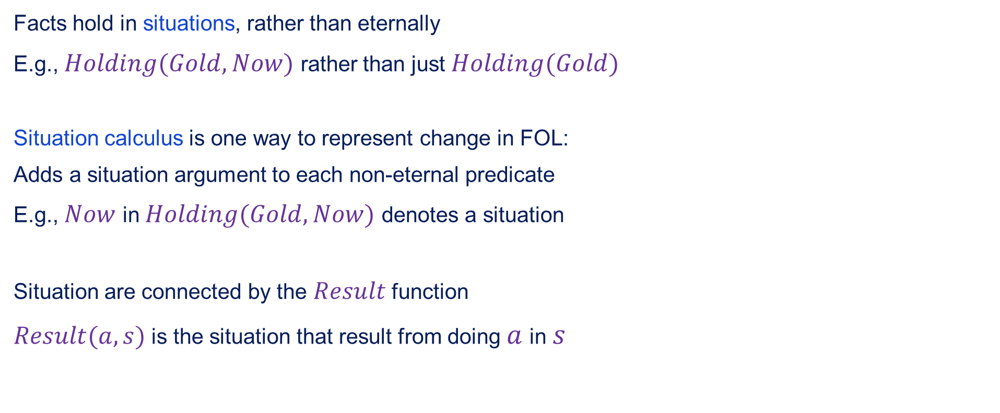 Facts hold in situations, rather than eternally
E.g., Holding(Gold, Now) rather than just Holding(Gold)
Situation calculus is one way to represent change in FOL:
Adds a situation argument to each non-eternal predicate
E.g., Now in Holding(Gold, Now) denotes a situation
Situation are connected by the Result function
Result(a, s) is the situation that result from doing a in s